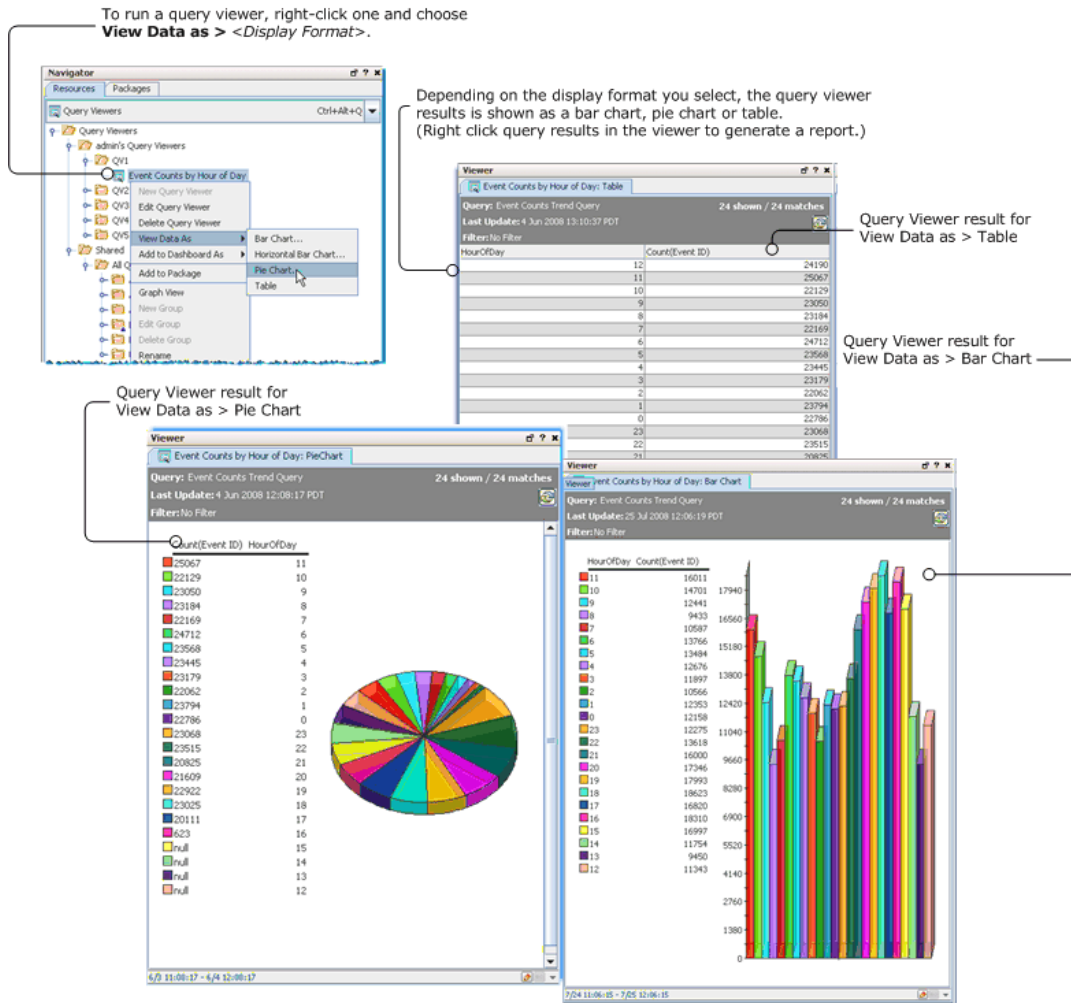 To run a query viewer, right-click one and choose
View Data as > <Display Format>.
Navigator
Resources
Packages
Query Viewers
Ctrl+Alt+Q
Query Viewers
admin's Query Viewers
QV1
Event Counts by Hour of Day
QV2
QV3
QV4
QV5
Shared
All Q
New Query Viewer
Edit Query Viewer
Delete Query Viewer
View Data As
Add to Dashboard As
Add to Package
Graph View
New Group
Edit Group
Delete Group
Rename
Bar Chart...
Horizontal Bar Chart...
Pie Chart...
Table
Depending on the display format you select, the query viewer
results is shown as a bar chart, pie chart or table.
(Right click query results in the viewer to generate a report.)
Viewer
Event Counts by Hour of Day: Table
Query: Event Counts Trend Query 24 shown / 24 matches
Last Update: 4 Jun 2008 13:10:37 PDT
Filter: No Filter
HourOfDay Count(Event ID)
12 24190
11 25067
10 22129
9 23050
8 23184
7 22169
6 24712
5 23568
4 23445
3 23179
2 22062
1 23794
0 22786
23 23068
22 23515
21 20825
Query Viewer result for
View Data as > Table
Query Viewer result for
View Data as > Bar Chart
Query Viewer result for
View Data as > Pie Chart
Viewer
Event Counts by Hour of Day: PieChart
Query: Event Counts Trend Query 24 shown / 24 matches
Last Update: 4 Jun 2008 12:08:17 PDT
Filter: No Filter
Count(Event ID) HourOfDay
25067 11
22129 10
23050 9
23184 8
22169 7
24712 6
23568 5
23445 4
23179 3
22062 2
23794 1
22786 0
23068 23
23515 22
20825 21
21609 20
22922 19
23025 18
20111 17
623 16
null 15
null 14
null 13
null 12
6/3 11:08:17 - 6/4 12:08:17
Viewer
Viewer
ent Counts by Hour of Day: Bar Chart
Query: Event Counts Trend Query 24 shown / 24 matches
Last Update: 25 Jul 2008 12:06:19 PDT
Filter: No Filter
HourOfDay Count(Event ID)
11 16011
10 14701
9 12441
8 9433
7 10587
6 13766
5 13484
4 12676
3 11897
2 10566
1 12353
0 12158
23 12275
22 13618
21 16000
20 17346
19 17993
18 18623
17 16820
16 18310
15 16997
14 11754
13 9450
12 11343
17940
16560
15180
13800
12420
11040
9660
8280
6900
5520
4140
2760
1380
0
7/24 11:06:15 - 7/25 12:06:15